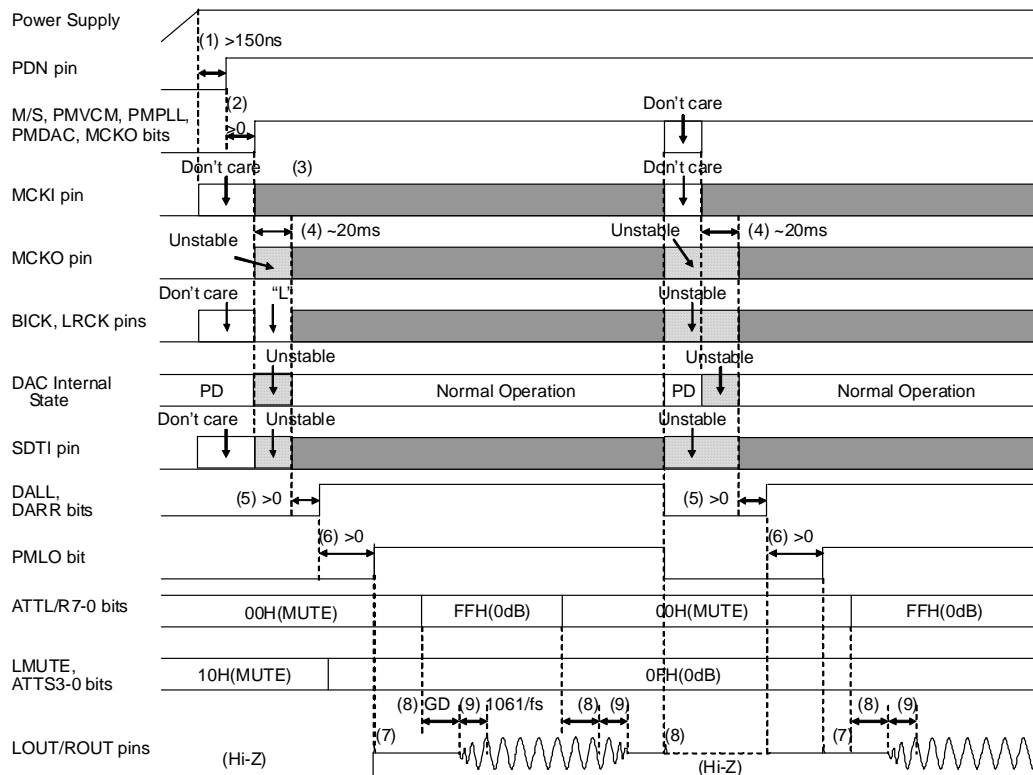 Power Supply
(1) >150ns
PDN pin
M/S, PMVCM, PMPLL,
PMDAC, MCKO bits
(2)
>0
Don't care
Don't care
(3)
Don't care
MCKI pin
(4) ~20ms
Unstable
Unstable
(4) ~20ms
MCKO pin
Don't care
"L"
Unstable
BICK, LRCK pins
Unstable
Unstable
DAC Internal
State
PD
Normal Operation
PD
Normal Operation
Don't care
Unstable
Unstable
SDTI pin
DALL,
DARR bits
(5) >0
(5) >0
(6) >0
(6) >0
PMLO bit
ATTL/R7-0 bits
00H(MUTE)
FFH(0dB)
00H(MUTE)
FFH(0dB)
LMUTE,
ATTS3-0 bits
10H(MUTE)
0FH(0dB)
(8) GD (9) 1061/fs
(8) (9)
(8) (9)
LOUT/ROUT pins
(Hi-Z)
(7)
(8)
(Hi-Z)
(7)